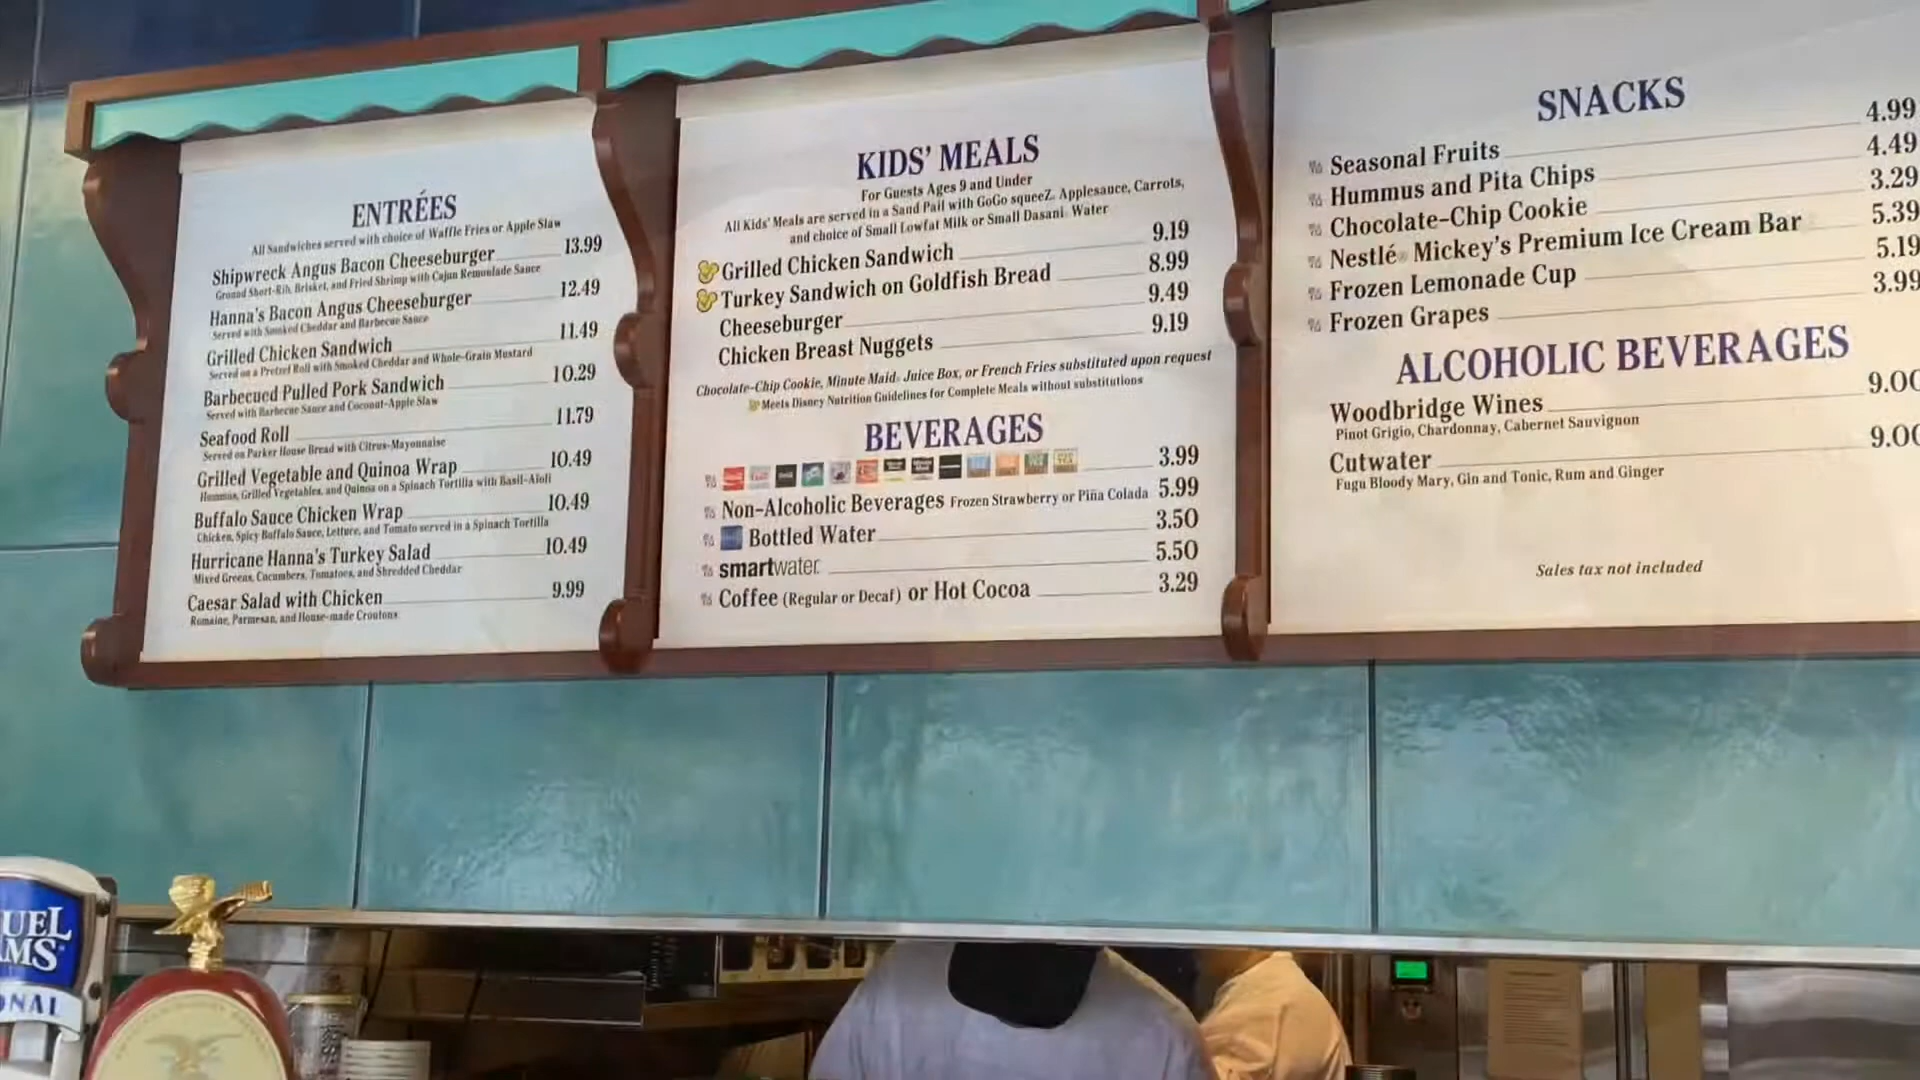 ENTRÉES
All Sandwiches served with choice of Waffle Fries or Apple Slaw
Shipwreck Angus Bacon Cheeseburger 13.99
Ground Short-Rib, Brisket, and Fried Shrimp with Cajun Remoulade Sauce
Hanna's Bacon Angus Cheeseburger 12.49
Served with Smoked Cheddar and Barbecue Sauce
Grilled Chicken Sandwich 11.49
Served on a Pretzel Roll with Smoked Cheddar and Whole-Grain Mustard
Barbecued Pulled Pork Sandwich 10.29
Served with Barbecue Sauce and Coconut-Apple Slaw
Seafood Roll 11.79
Served on Parker House Bread with Citrus-Mayonnaise
Grilled Vegetable and Quinoa Wrap 10.49
Hummus, Grilled Vegetables, and Quinoa on a Spinach Tortilla with Basil-Aïoli
Buffalo Sauce Chicken Wrap 10.49
Chicken, Spicy Buffalo Sauce, Lettuce, and Tomato served in a Spinach Tortilla
Hurricane Hanna's Turkey Salad 10.49
Mixed Greens, Cucumbers, Tomatoes, and Shredded Cheddar
Caesar Salad with Chicken 9.99
Romaine, Parmesan, and House-made Croutons
KIDS' MEALS
For Guests Ages 9 and Under
All Kids' Meals are served in a Sand Pail with GoGo squeeZ® Applesauce, Carrots,
and choice of Small Lowfat Milk or Small Dasani® Water
Grilled Chicken Sandwich 9.19
Turkey Sandwich on Goldfish Bread 8.99
Cheeseburger 9.49
Chicken Breast Nuggets 9.19
Chocolate-Chip Cookie, Minute Maid® Juice Box, or French Fries substituted upon request
Meets Disney Nutrition Guidelines for Complete Meals without substitutions
BEVERAGES
3.99
Non-Alcoholic Beverages Frozen Strawberry or Piña Colada 5.99
Bottled Water 3.50
smartwater 5.50
Coffee (Regular or Decaf) or Hot Cocoa 3.29
SNACKS
Seasonal Fruits 4.99
Hummus and Pita Chips 4.49
Chocolate-Chip Cookie 3.29
Nestlé® Mickey's Premium Ice Cream Bar 5.39
Frozen Lemonade Cup 5.19
Frozen Grapes 3.99
ALCOHOLIC BEVERAGES
Woodbridge Wines 9.00
Pinot Grigio, Chardonnay, Cabernet Sauvignon
Cutwater 9.00
Fugu Bloody Mary, Gin and Tonic, Rum and Ginger
Sales tax not included
UEL
MS
ONAL